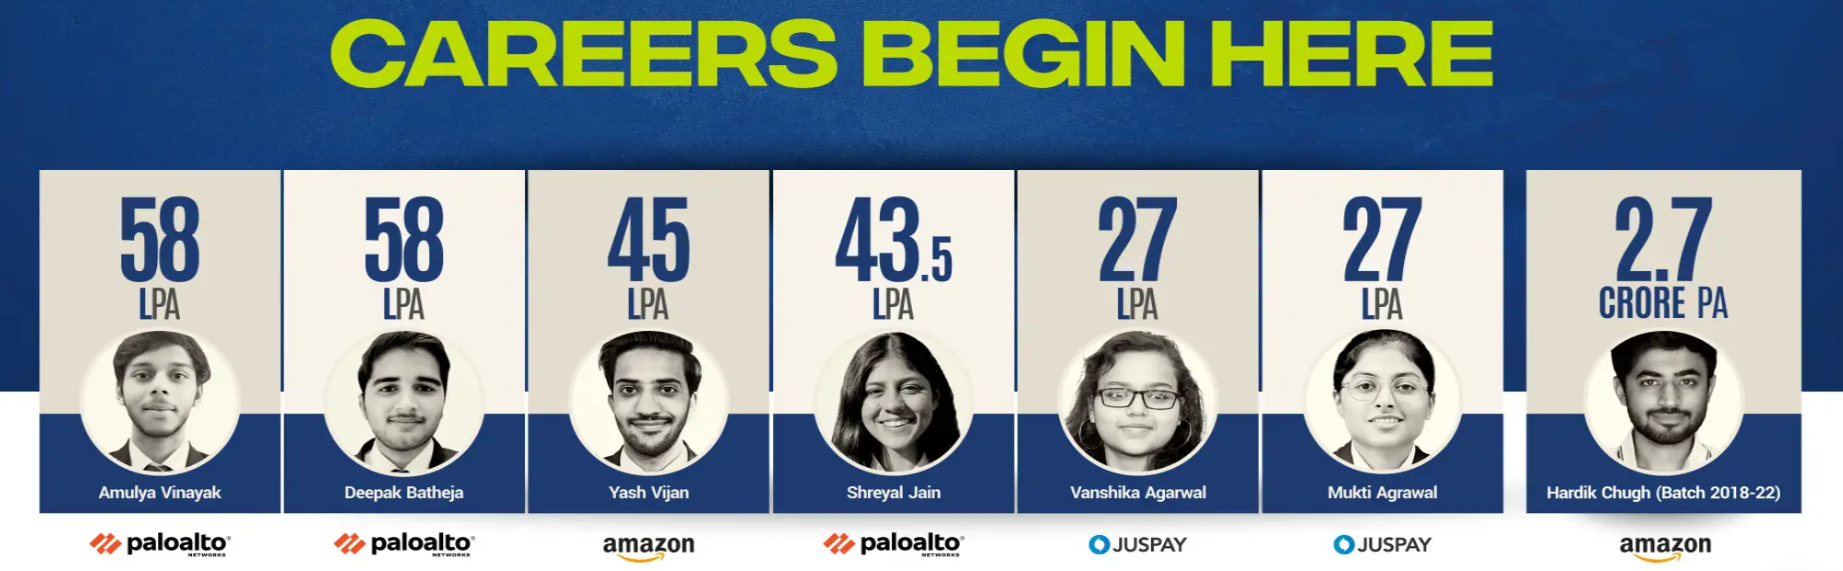 CAREERS BEGIN HERE
58
LPA
Amulya Vinayak
paloalto®
NETWORKS
58
LPA
Deepak Batheja
paloalto®
NETWORKS
45
LPA
Yash Vijan
amazon
43.5
LPA
Shreyal Jain
paloalto®
NETWORKS
27
LPA
Vanshika Agarwal
JUSPAY
27
LPA
Mukti Agrawal
JUSPAY
2.7
CRORE PA
Hardik Chugh (Batch 2018-22)
amazon